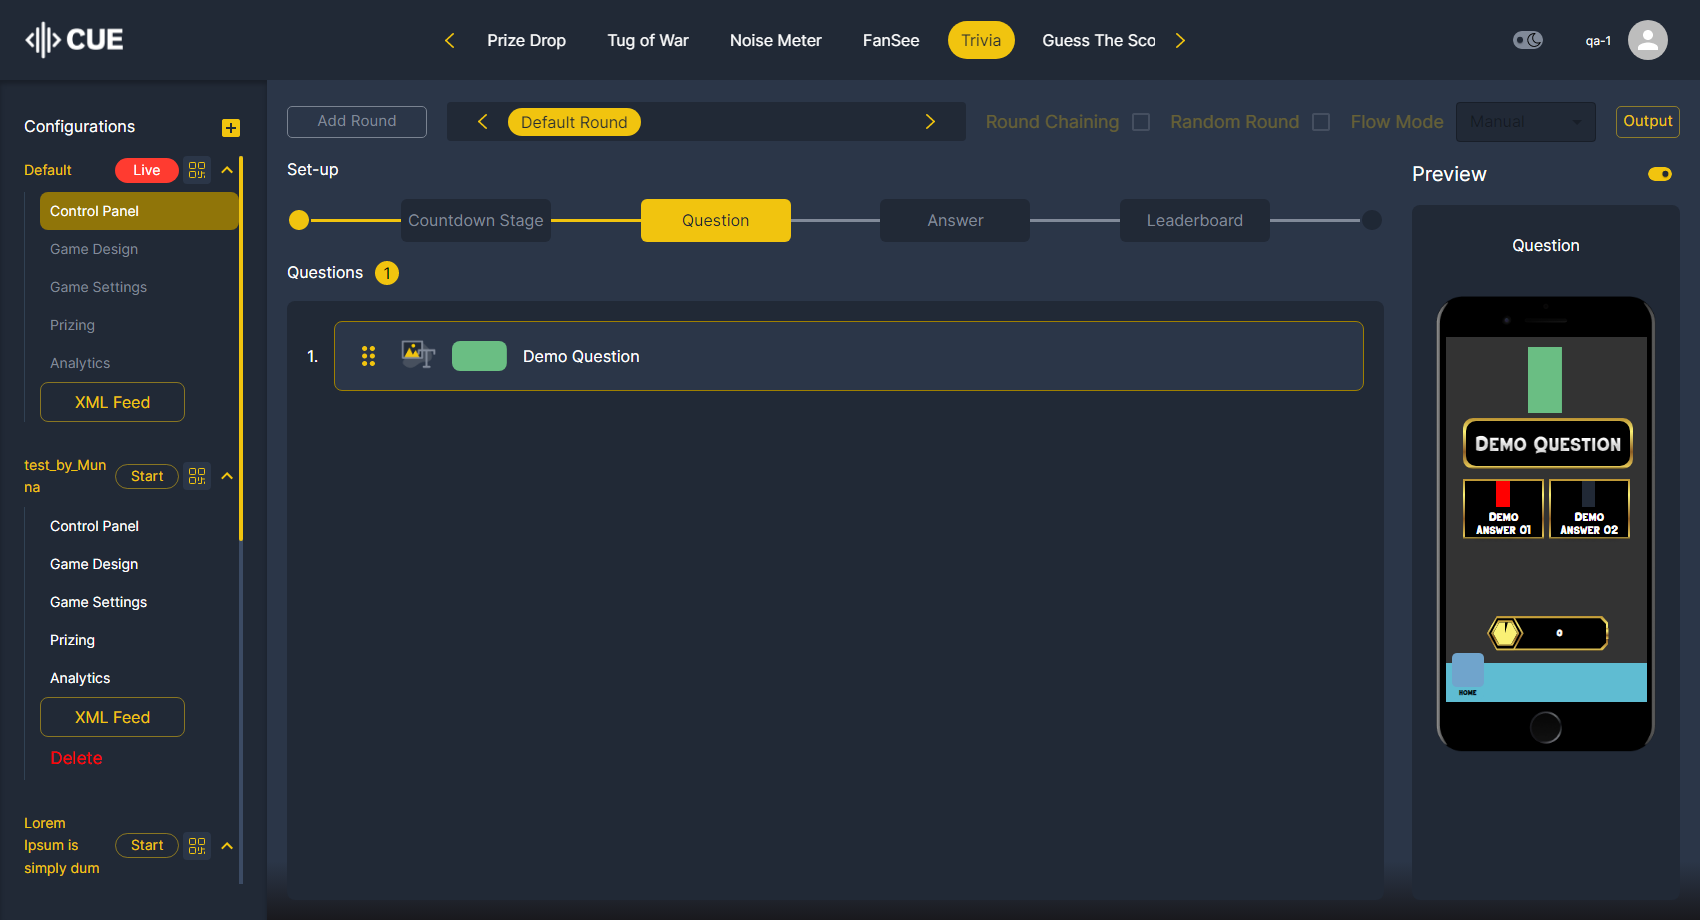 CUE
Prize Drop
Tug of War
Noise Meter
FanSee
Trivia
Guess The Sco
qa-1
Configurations
Default
Live
Control Panel
Game Design
Game Settings
Prizing
Analytics
XML Feed
test_by_Mun
na
Start
Control Panel
Game Design
Game Settings
Prizing
Analytics
XML Feed
Delete
Lorem
Ipsum is
simply dum
Start
Add Round
Default Round
Round Chaining
Random Round
Flow Mode
Manual
Output
Set-up
Countdown Stage
Question
Answer
Leaderboard
Questions 1
1.
T
Demo Question
Preview
Question
DEMO QUESTION
DEMO
ANSWER 01
DEMO
ANSWER 02
0
HOME